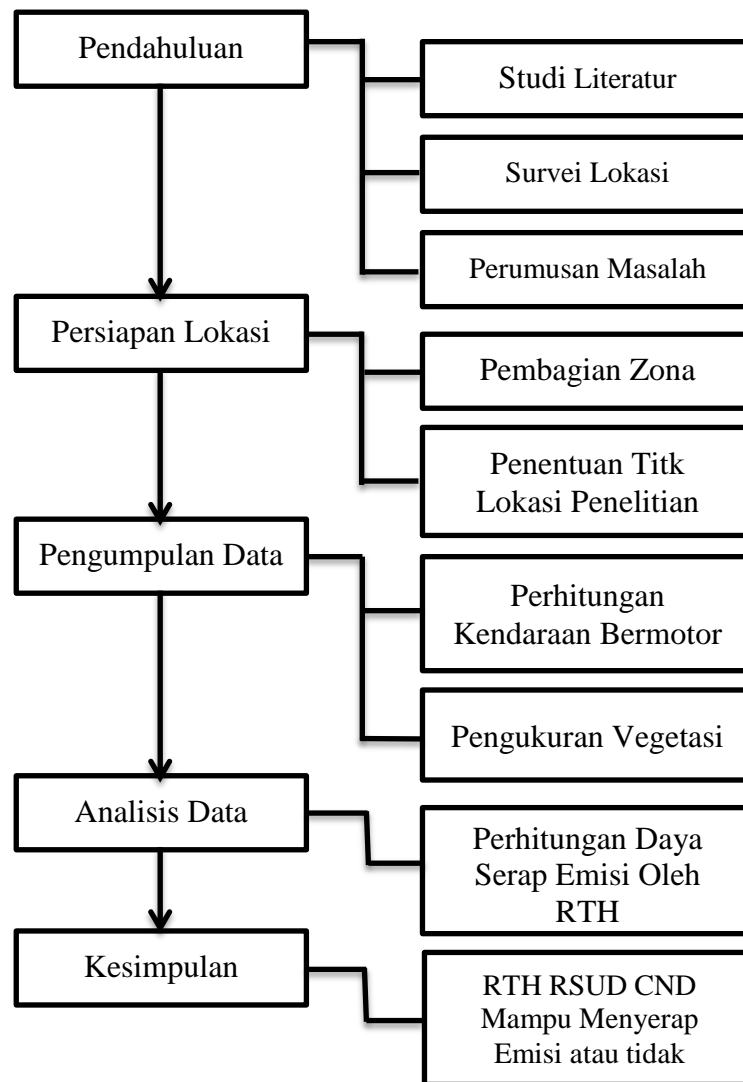 Pendahuluan
Studi Literatur
Survei Lokasi
Perumusan Masalah
Persiapan Lokasi
Pembagian Zona
Penentuan Titk
Lokasi Penelitian
Pengumpulan Data
Perhitungan
Kendaraan Bermotor
Pengukuran Vegetasi
Analisis Data
Perhitungan Daya
Serap Emisi Oleh
RTH
Kesimpulan
RTH RSUD CND
Mampu Menyerap
Emisi atau tidak